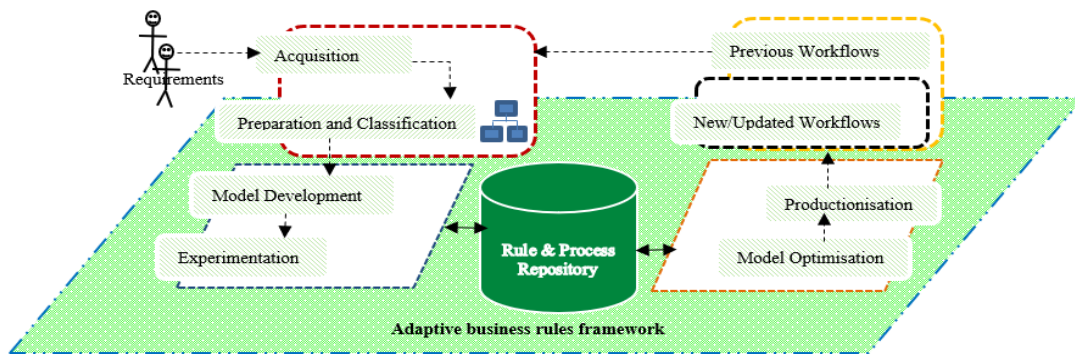 Requirements
Acquisition
Previous Workflows
Preparation and Classification
New/Updated Workflows
Model Development
Productionisation
Experimentation
Rule & Process
Repository
Model Optimisation
Adaptive business rules framework